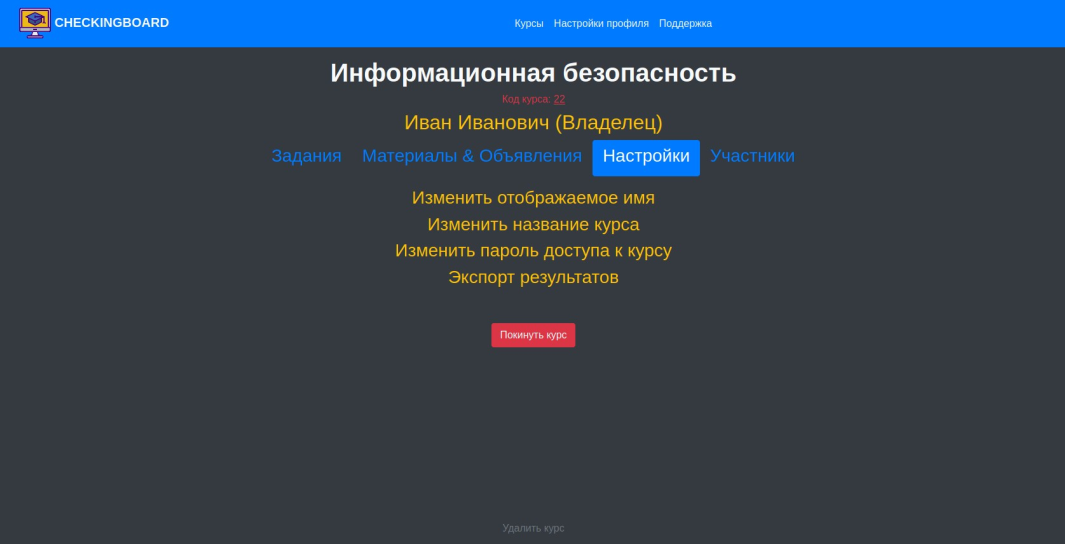 CHECKINGBOARD Курсы Настройки профиля Поддержка
Информационная безопасность
Код курса: 22
Иван Иванович (Владелец)
Задания Материалы & Объявления Настройки Участники
Изменить отображаемое имя
Изменить название курса
Изменить пароль доступа к курсу
Экспорт результатов
Покинуть курс
Удалить курс